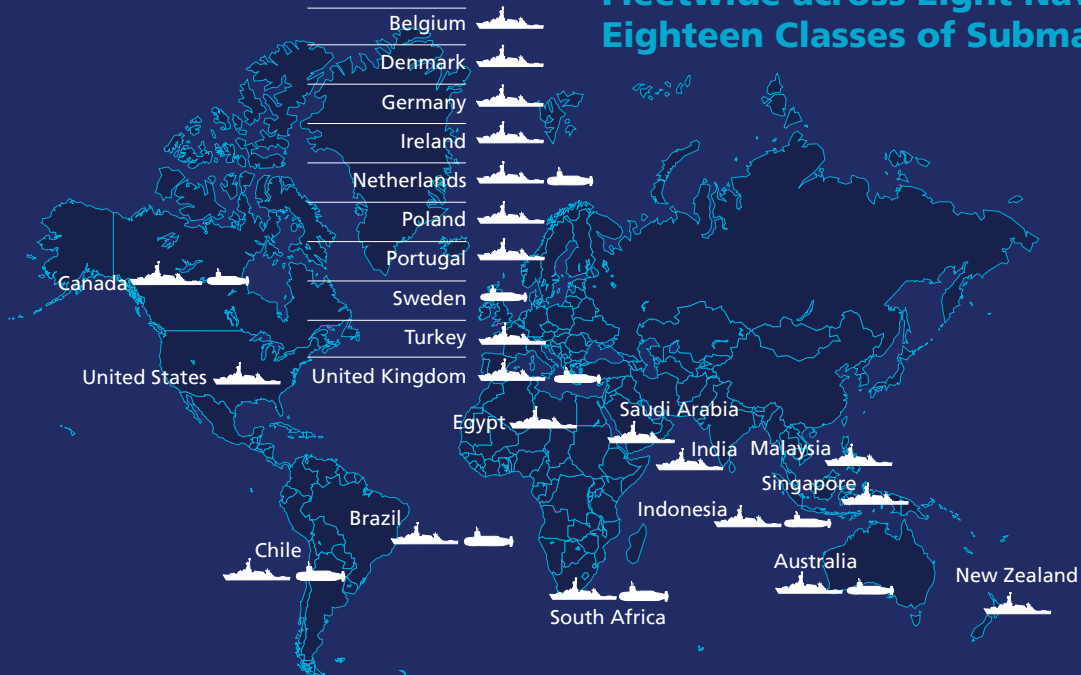 Eighteen Classes of
Belgium
Denmark
Germany
Ireland
Netherlands
Poland
Portugal
Sweden
Turkey
United Kingdom
Canada
United States
Egypt
Saudi Arabia
India
Malaysia
Singapore
Indonesia
Brazil
Chile
Australia
New Zealand
South Africa